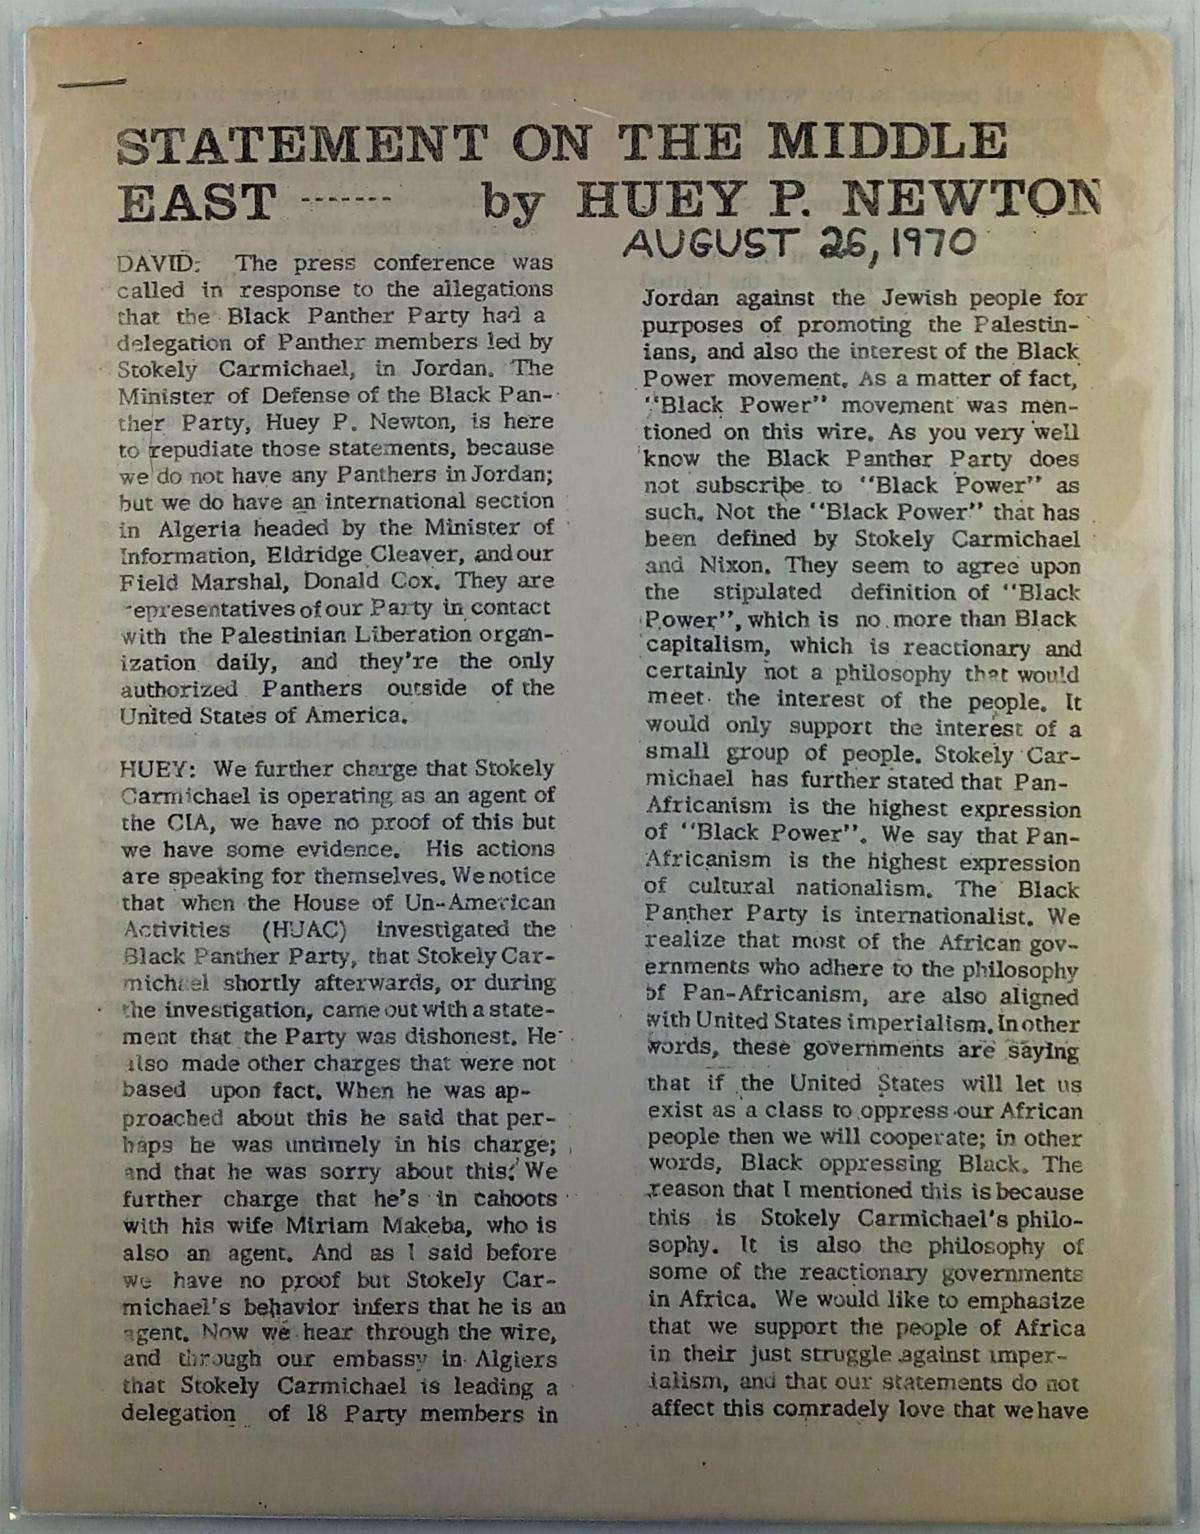 STATEMENT ON THE MIDDLE
EAST ------- by HUEY P. NEWTON
AUGUST 26, 1970
DAVID: The press conference was
called in response to the allegations
that the Black Panther Party had a
delegation of Panther members led by
Stokely Carmichael, in Jordan. The
Minister of Defense of the Black Pan-
ther Party, Huey P. Newton, is here
to repudiate those statements, because
we do not have any Panthers in Jordan;
but we do have an international section
in Algeria headed by the Minister of
Information, Eldridge Cleaver, and our
Field Marshal, Donald Cox. They are
representatives of our Party in contact
with the Palestinian Liberation organ-
ization daily, and they're the only
authorized Panthers outside of the
United States of America.
HUEY: We further charge that Stokely
Carmichael is operating as an agent of
the CIA, we have no proof of this but
we have some evidence. His actions
are speaking for themselves. We notice
that when the House of Un-American
Activities (HUAC) investigated the
Black Panther Party, that Stokely Car-
michael shortly afterwards, or during
the investigation, came out with a state-
ment that the Party was dishonest. He
also made other charges that were not
based upon fact. When he was ap-
proached about this he said that per-
haps he was untimely in his charge;
and that he was sorry about this. We
further charge that he's in cahoots
with his wife Miriam Makeba, who is
also an agent. And as I said before
we have no proof but Stokely Car-
michael's behavior infers that he is an
agent. Now we hear through the wire,
and through our embassy in Algiers
that Stokely Carmichael is leading a
delegation of 18 Party members in
Jordan against the Jewish people for
purposes of promoting the Palestin-
ians, and also the interest of the Black
Power movement. As a matter of fact,
"Black Power" movement was men-
tioned on this wire. As you very well
know the Black Panther Party does
not subscribe to "Black Power" as
such. Not the "Black Power" that has
been defined by Stokely Carmichael
and Nixon. They seem to agree upon
the stipulated definition of "Black
Power", which is no more than Black
capitalism, which is reactionary and
certainly not a philosophy that would
meet the interest of the people. It
would only support the interest of a
small group of people. Stokely Car-
michael has further stated that Pan-
Africanism is the highest expression
of "Black Power". We say that Pan-
Africanism is the highest expression
of cultural nationalism. The Black
Panther Party is internationalist. We
realize that most of the African gov-
ernments who adhere to the philosophy
of Pan-Africanism, are also aligned
with United States imperialism. In other
words, these governments are saying
that if the United States will let us
exist as a class to oppress our African
people then we will cooperate; in other
words, Black oppressing Black. The
reason that I mentioned this is because
this is Stokely Carmichael's philo-
sophy. It is also the philosophy of
some of the reactionary governments
in Africa. We would like to emphasize
that we support the people of Africa
in their just struggle against imper-
ialism, and that our statements do not
affect this comradely love that we have